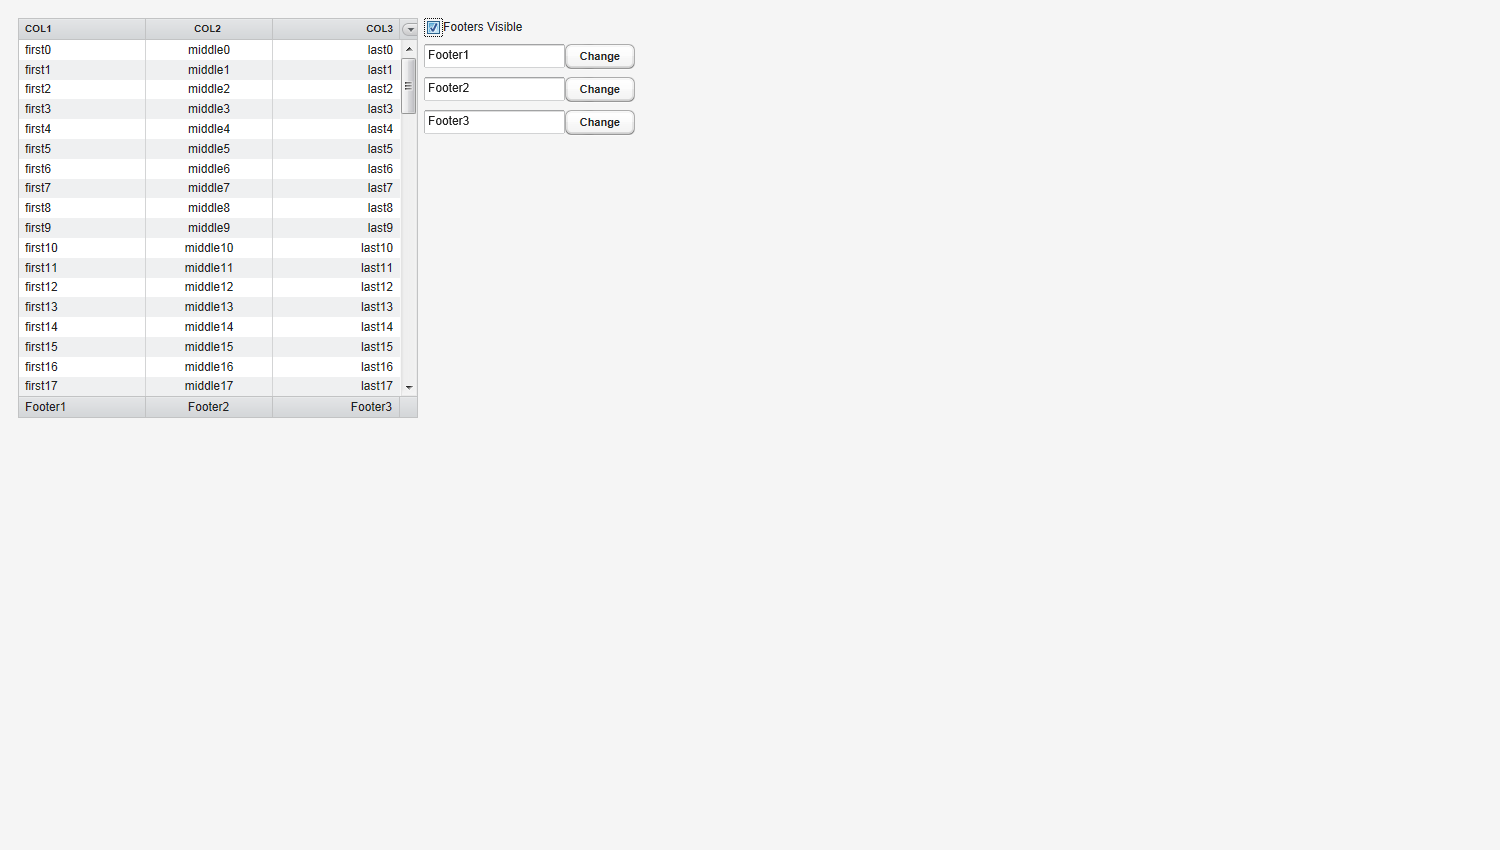 COL1 COL2 COL3
first0 middle0 last0
first1 middle1 last1
first2 middle2 last2
first3 middle3 last3
first4 middle4 last4
first5 middle5 last5
first6 middle6 last6
first7 middle7 last7
first8 middle8 last8
first9 middle9 last9
first10 middle10 last10
first11 middle11 last11
first12 middle12 last12
first13 middle13 last13
first14 middle14 last14
first15 middle15 last15
first16 middle16 last16
first17 middle17 last17
Footer1 Footer2 Footer3
Footers Visible
Footer1 Change
Footer2 Change
Footer3 Change